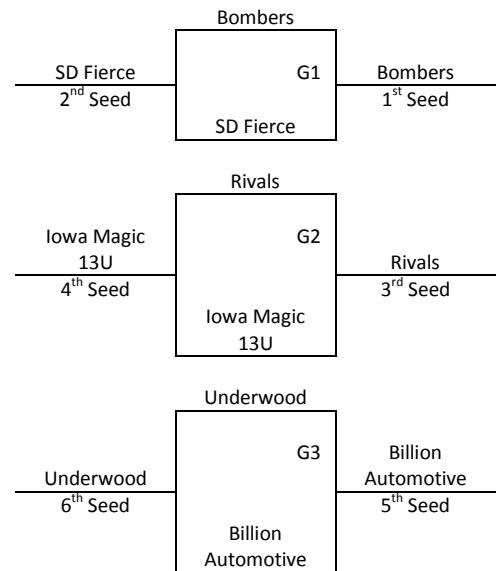 Bombers
SD Fierce
G1
Bombers
2nd Seed
1st Seed
SD Fierce
Rivals
Iowa Magic
13U
G2
Rivals
4th Seed
3rd Seed
Iowa Magic
13U
Underwood
G3
Billion
Automotive
Underwood
6th Seed
5th Seed
Billion
Automotive